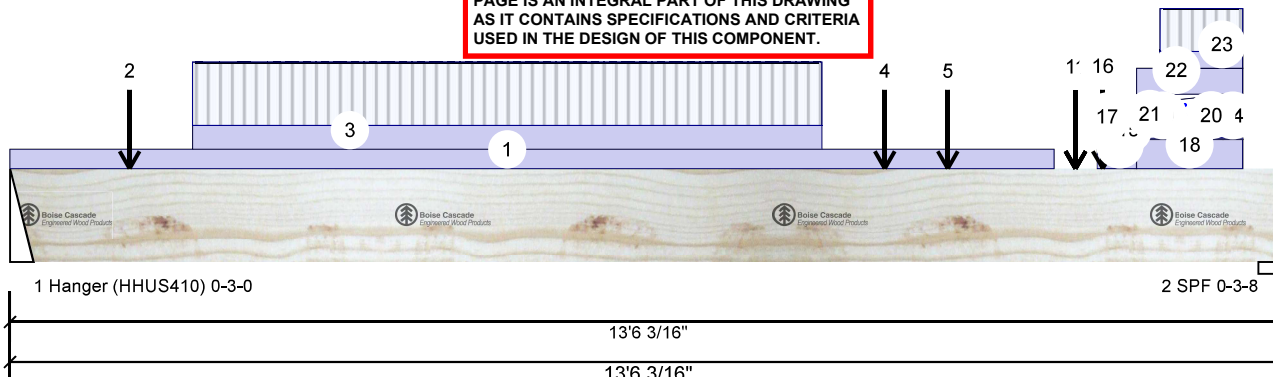 PAGE IS AN INTEGRAL PART OF THIS DRAWING
AS IT CONTAINS SPECIFICATIONS AND CRITERIA
USED IN THE DESIGN OF THIS COMPONENT.
23
2
4
5
16
22
3
1
17
21
20
4
18
Boise Cascade
Engineered Wood Products
Boise Cascade
Engineered Wood Products
Boise Cascade
Engineered Wood Products
Boise Cascade
Engineered Wood Products
1 Hanger (HHUS410) 0-3-0
2 SPF 0-3-8
13'6 3/16"
13'6 3/16"